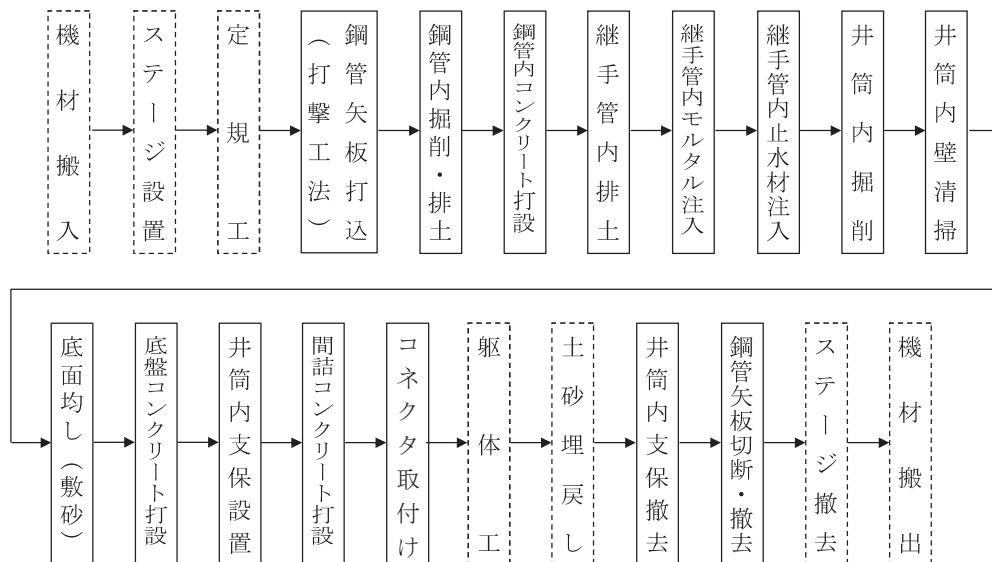 機材搬入
ステージ設置
定規工
鋼管矢板打込
（打撃工法）
鋼管内掘削・排土
鋼管内コンクリート打設
継手管内排土
継手管内モルタル注入
継手管内止水材注入
井筒内掘削
井筒内壁清掃
底面均し（敷砂）
底盤コンクリート打設
井筒内支保設置
間詰コンクリート打設
コネクタ取付け
躯体工
土砂埋戻し
井筒内支保撤去
鋼管矢板切断・撤去
ステージ撤去
機材搬出